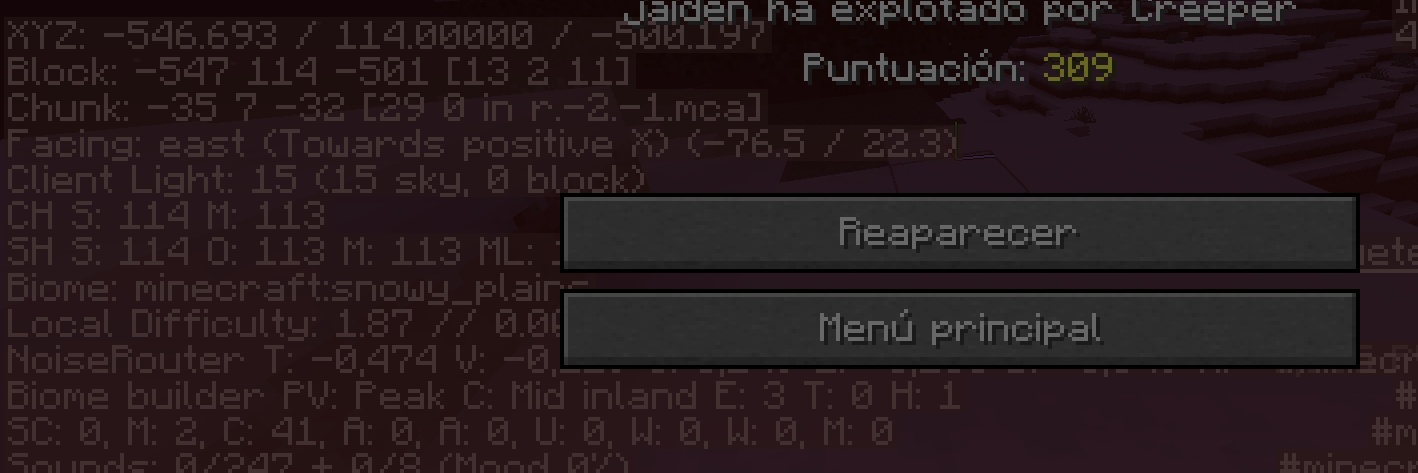 Jaiden ha explotado por Creeper
XYZ: -546.693 / 114.00000 / -500.197
Puntuación: 309
Block: -547 114 -501 [13 2 11]
Chunk: -35 7 -32 [29 0 in r.-2.-1.mca]
Facing: east (Towards positive X) (-76.5 / 22.3)
Client Light: 15 (15 sky, 0 block)
CH S: 114 M: 113
Reaparecer
SH S: 114 O: 113 M: 113 ML:
Biome: minecraft:snowy_plains
Local Difficulty: 1.87 //
Menú principal
NoiseRouter T: -0,474 V:
Biome builder PV: Peak C: Mid inland E: 3 T: 0 H: 1
SC: 0, M: 2, C: 41, A: 0, A: 0, U: 0, W: 0, W: 0, M: 0
Sounds: 0/247 + 0/8 (Mood 0%)